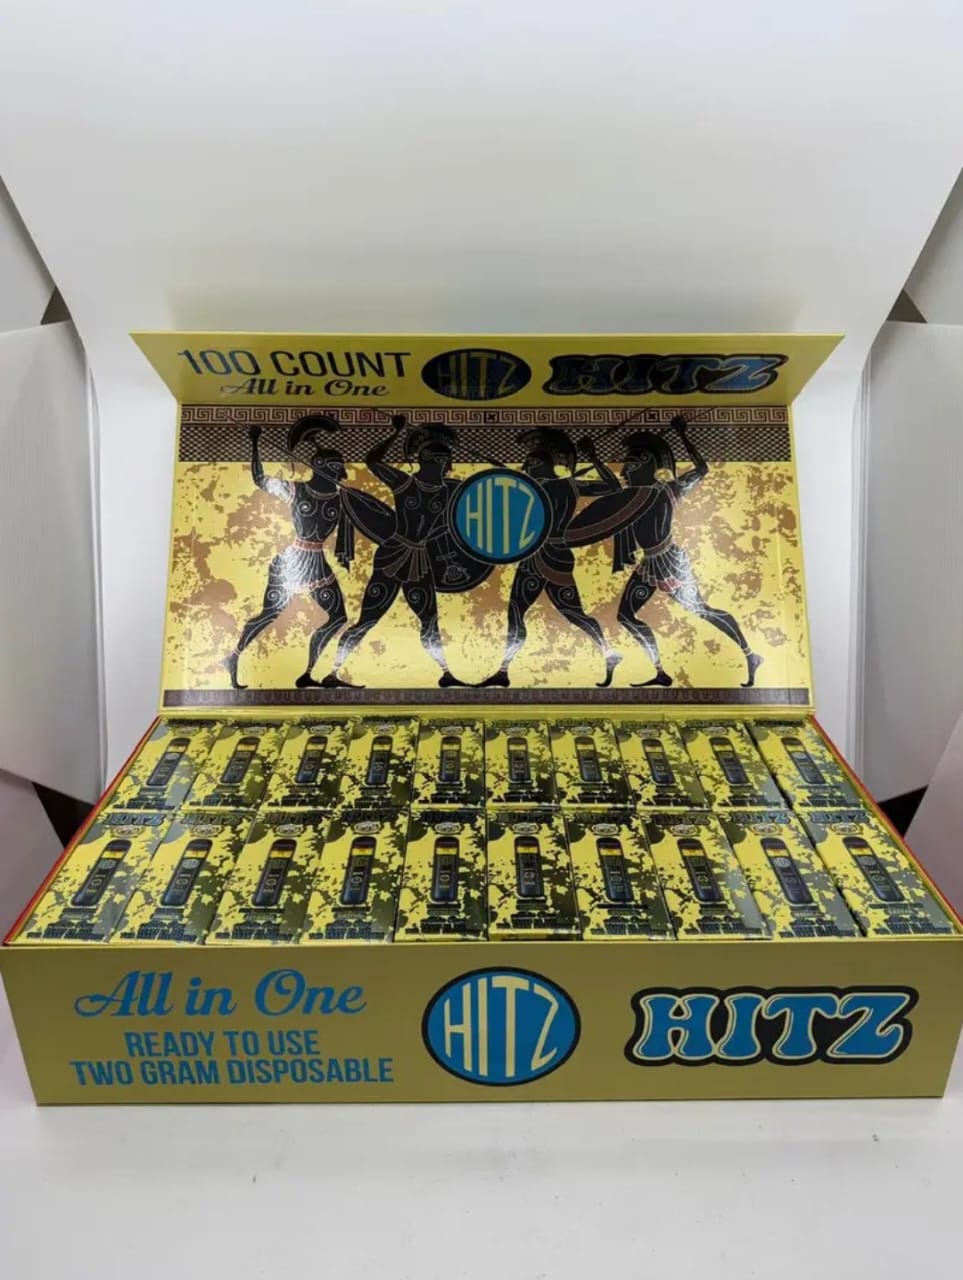 100 COUNT
All in One
HITZ
HITZ
HITZ
All in One
READY TO USE
TWO GRAM DISPOSABLE
HITZ
HITZ